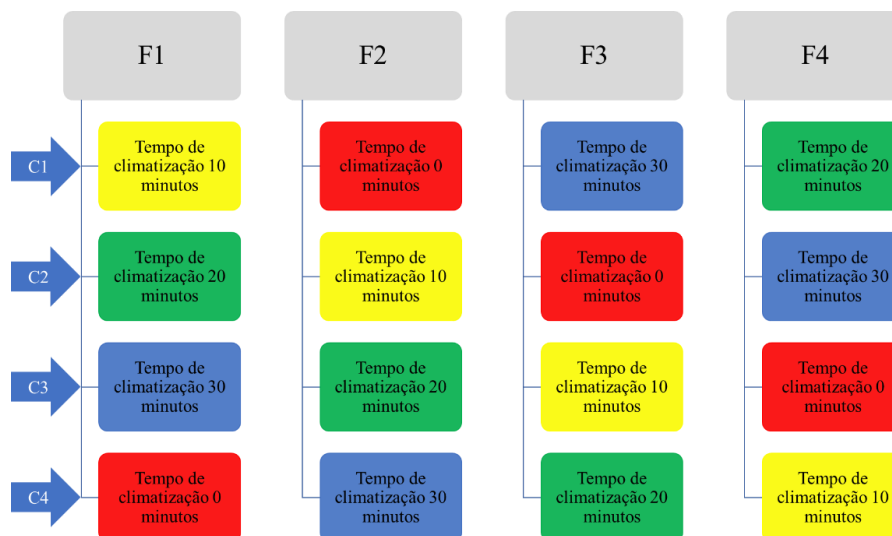 F1
F2
F3
F4
C1
Tempo de
climatização 10
minutos
Tempo de
climatização 0
minutos
Tempo de
climatização 30
minutos
Tempo de
climatização 20
minutos
C2
Tempo de
climatização 20
minutos
Tempo de
climatização 10
minutos
Tempo de
climatização 0
minutos
Tempo de
climatização 30
minutos
C3
Tempo de
climatização 30
minutos
Tempo de
climatização 20
minutos
Tempo de
climatização 10
minutos
Tempo de
climatização 0
minutos
C4
Tempo de
climatização 0
minutos
Tempo de
climatização 30
minutos
Tempo de
climatização 20
minutos
Tempo de
climatização 10
minutos